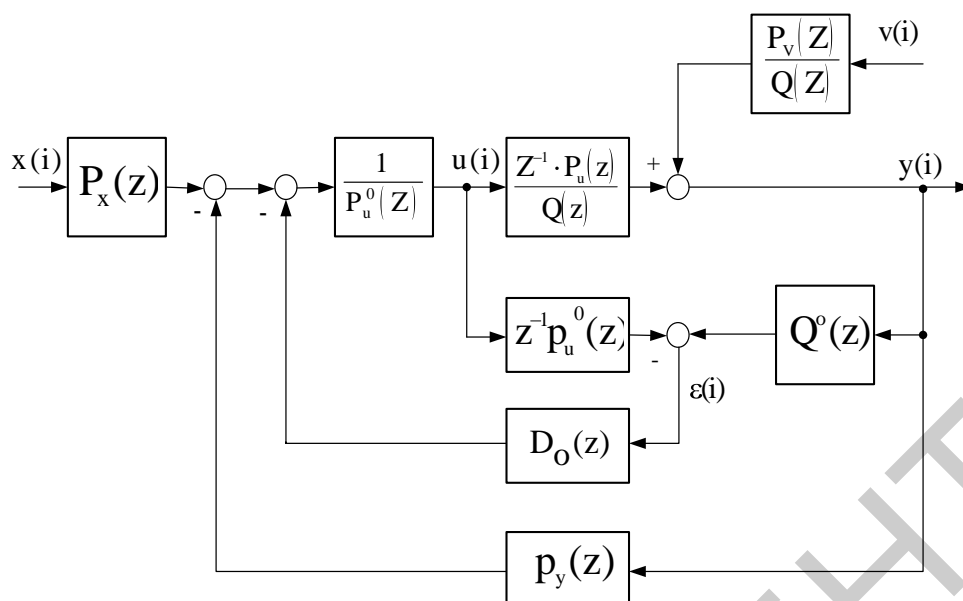 P_v(Z)
Q(Z)
v(i)
x(i)
P_x(z)
-
-
1
P_u^0(Z)
u(i)
Z^{-1} · P_u(z)
Q(z)
+
y(i)
z^{-1}p_u^0(z)
-
Q^o(z)
ε(i)
D_O(z)
p_y(z)